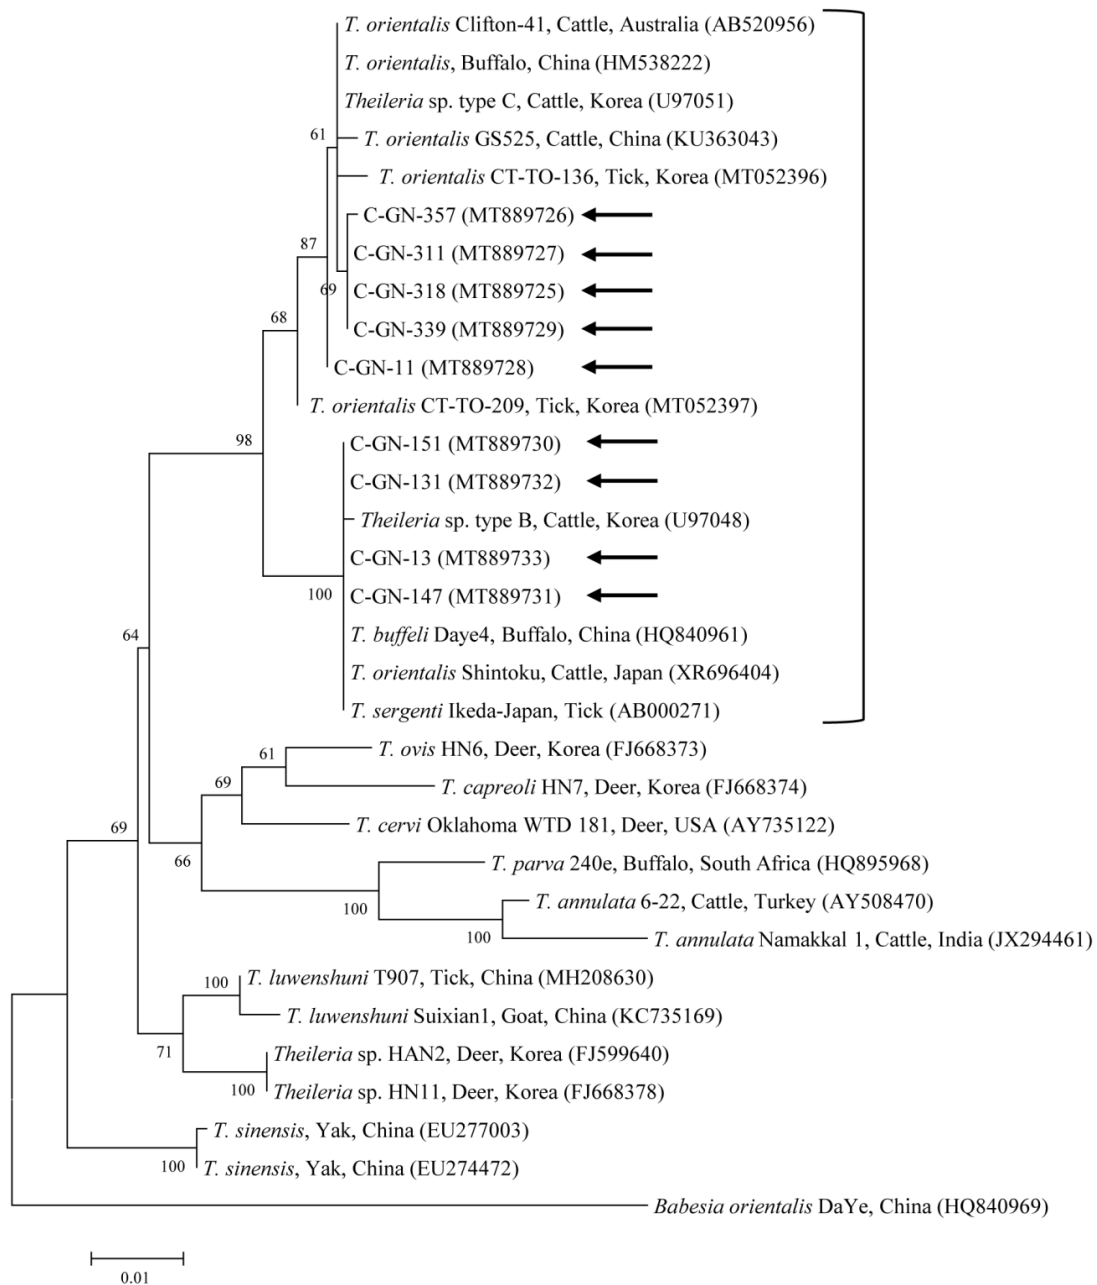 T. orientalis Clifton-41, Cattle, Australia (AB520956)
T. orientalis, Buffalo, China (HM538222)
Theileria sp. type C, Cattle, Korea (U97051)
61
T. orientalis GS525, Cattle, China (KU363043)
T. orientalis CT-TO-136, Tick, Korea (MT052396)
C-GN-357 (MT889726)
87
C-GN-311 (MT889727)
69
C-GN-318 (MT889725)
68
C-GN-339 (MT889729)
C-GN-11 (MT889728)
T. orientalis CT-TO-209, Tick, Korea (MT052397)
98
C-GN-151 (MT889730)
C-GN-131 (MT889732)
Theileria sp. type B, Cattle, Korea (U97048)
C-GN-13 (MT889733)
100
C-GN-147 (MT889731)
64
T. buffeli Daye4, Buffalo, China (HQ840961)
T. orientalis Shintoku, Cattle, Japan (XR696404)
T. sergenti Ikeda-Japan, Tick (AB000271)
61
T. ovis HN6, Deer, Korea (FJ668373)
69
T. capreoli HN7, Deer, Korea (FJ668374)
69
T. cervi Oklahoma WTD 181, Deer, USA (AY735122)
66
T. parva 240e, Buffalo, South Africa (HQ895968)
100
T. annulata 6-22, Cattle, Turkey (AY508470)
100
T. annulata Namakkal 1, Cattle, India (JX294461)
100
T. luwenshuni T907, Tick, China (MH208630)
T. luwenshuni Suixian1, Goat, China (KC735169)
71
Theileria sp. HAN2, Deer, Korea (FJ599640)
100
Theileria sp. HN11, Deer, Korea (FJ668378)
T. sinensis, Yak, China (EU277003)
100
T. sinensis, Yak, China (EU274472)
Babesia orientalis DaYe, China (HQ840969)
0.01